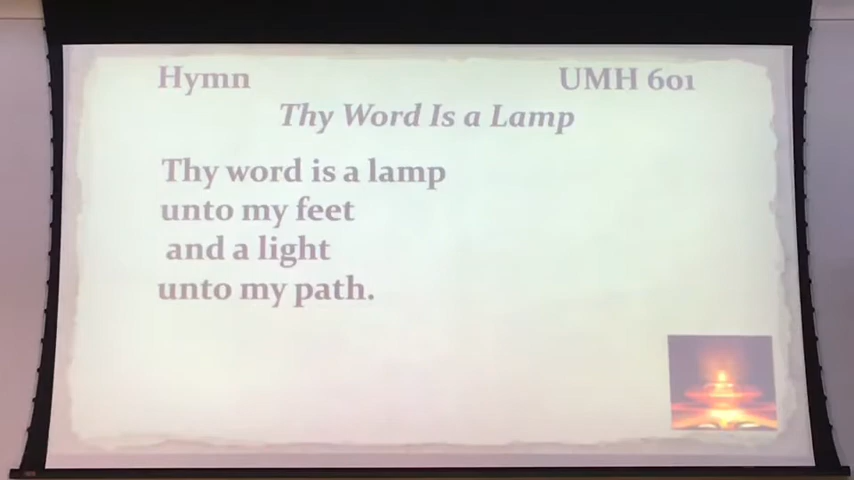 Hymn UMH 601
Thy Word Is a Lamp
Thy word is a lamp
unto my feet
and a light
unto my path.